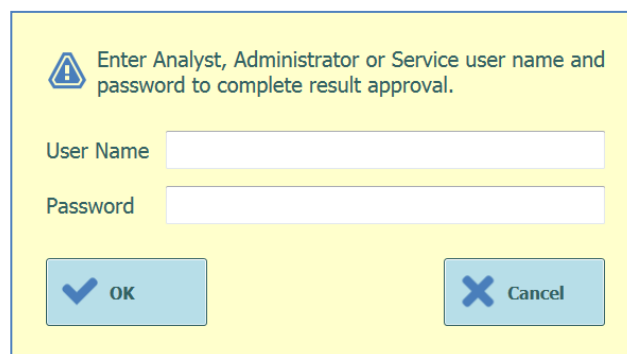 Enter Analyst, Administrator or Service user name and
password to complete result approval.
User Name
Password
OK
Cancel